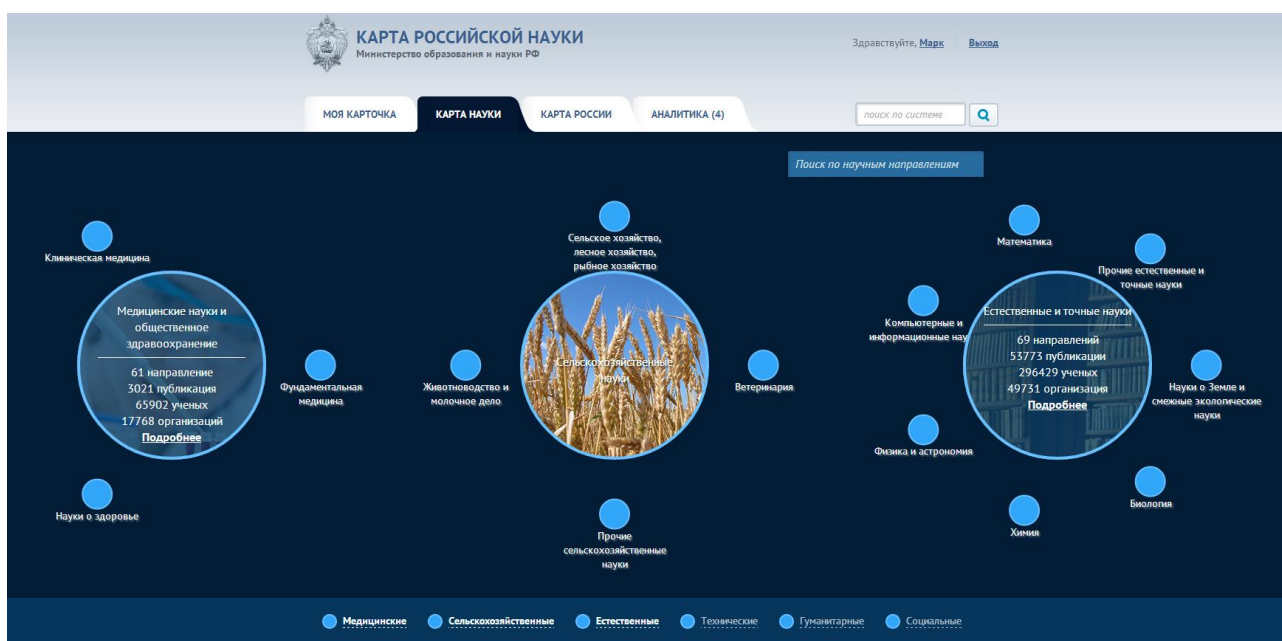 КАРТА РОССИЙСКОЙ НАУКИ
Министерство образования и науки РФ
Здравствуйте, Марк
Выход
МОЯ КАРТОЧКА
КАРТА НАУКИ
КАРТА РОССИИ
АНАЛИТИКА (4)
поиск по системе
Поиск по научным направлениям
Клиническая медицина
Медицинские науки и
общественное
здравоохранение
61 направление
3021 публикация
65902 ученых
17768 организаций
Подробнее
Фундаментальная
медицина
Науки о здоровье
Сельское хозяйство,
лесное хозяйство,
рыбное хозяйство
Животноводство и
молочное дело
Сельскохозяйственные
науки
Ветеринария
Прочие
сельскохозяйственные
науки
Математика
Прочие естественные и
точные науки
Компьютерные и
информационные нау
Естественные и точные науки
69 направлений
53773 публикации
296429 ученых
49731 организация
Подробнее
Науки о Земле и
смежные экологические
науки
Физика и астрономия
Биология
Химия
Медицинские
Сельскохозяйственные
Естественные
Технические
Гуманитарные
Социальные